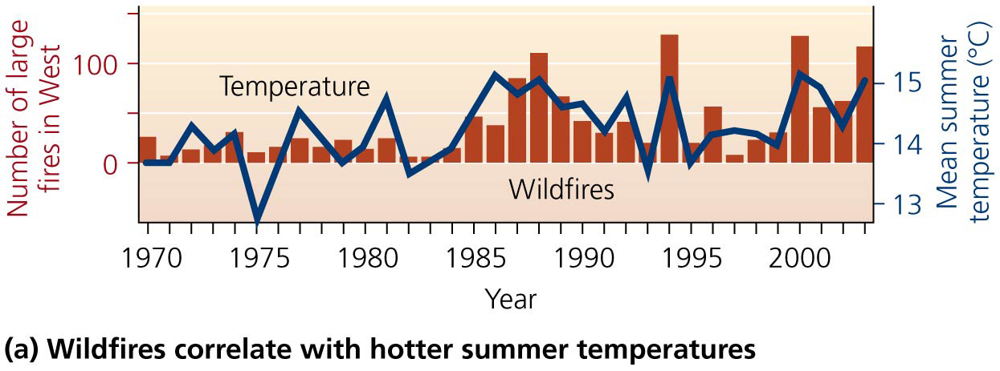 Number of large
fires in West
100
0
Temperature
Wildfires
15
14
13
Mean summer
temperature (°C)
1970 1975 1980 1985 1990 1995 2000
Year
(a) Wildfires correlate with hotter summer temperatures